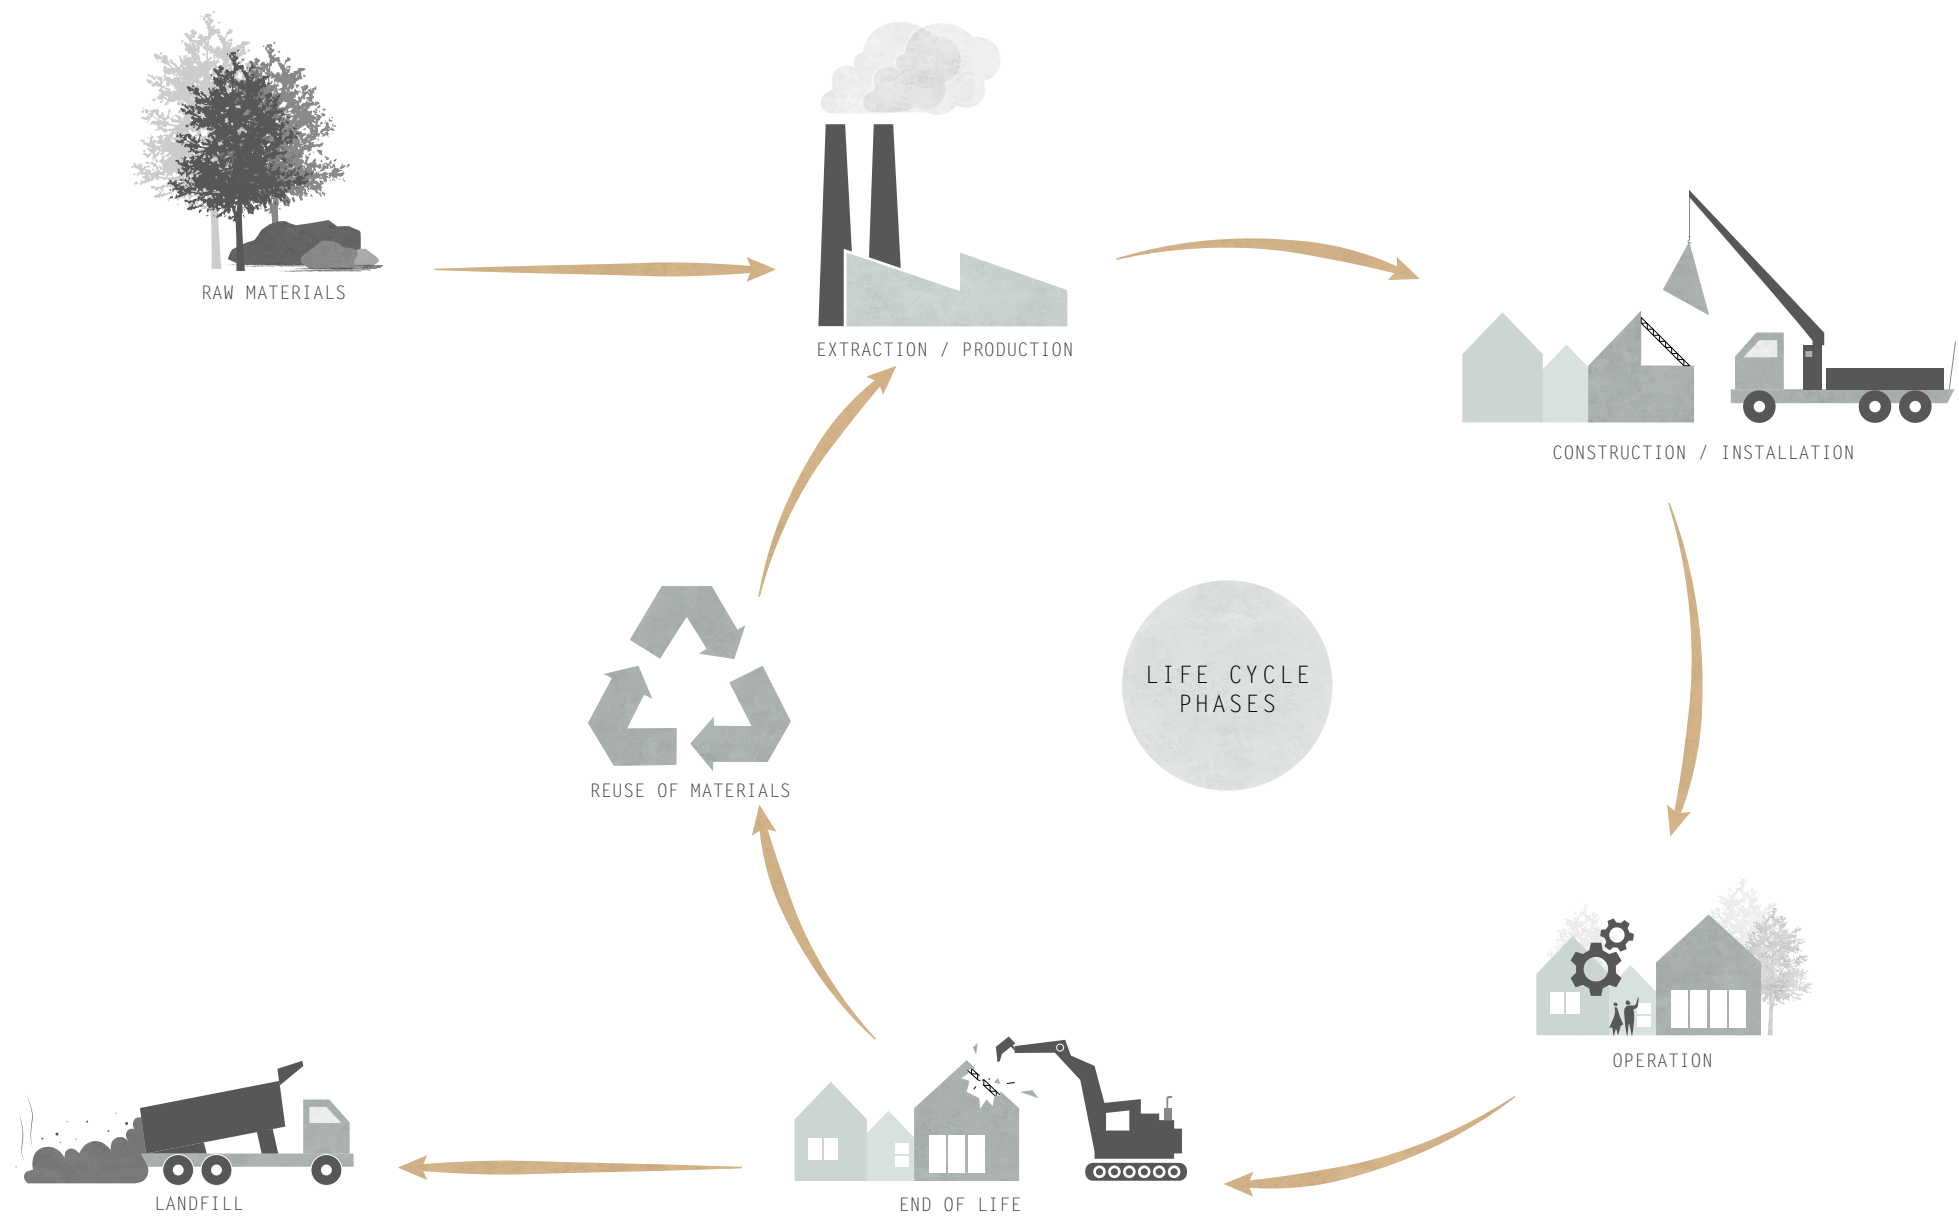 RAW MATERIALS
EXTRACTION / PRODUCTION
CONSTRUCTION / INSTALLATION
LIFE CYCLE
PHASES
REUSE OF MATERIALS
OPERATION
LANDFILL
END OF LIFE